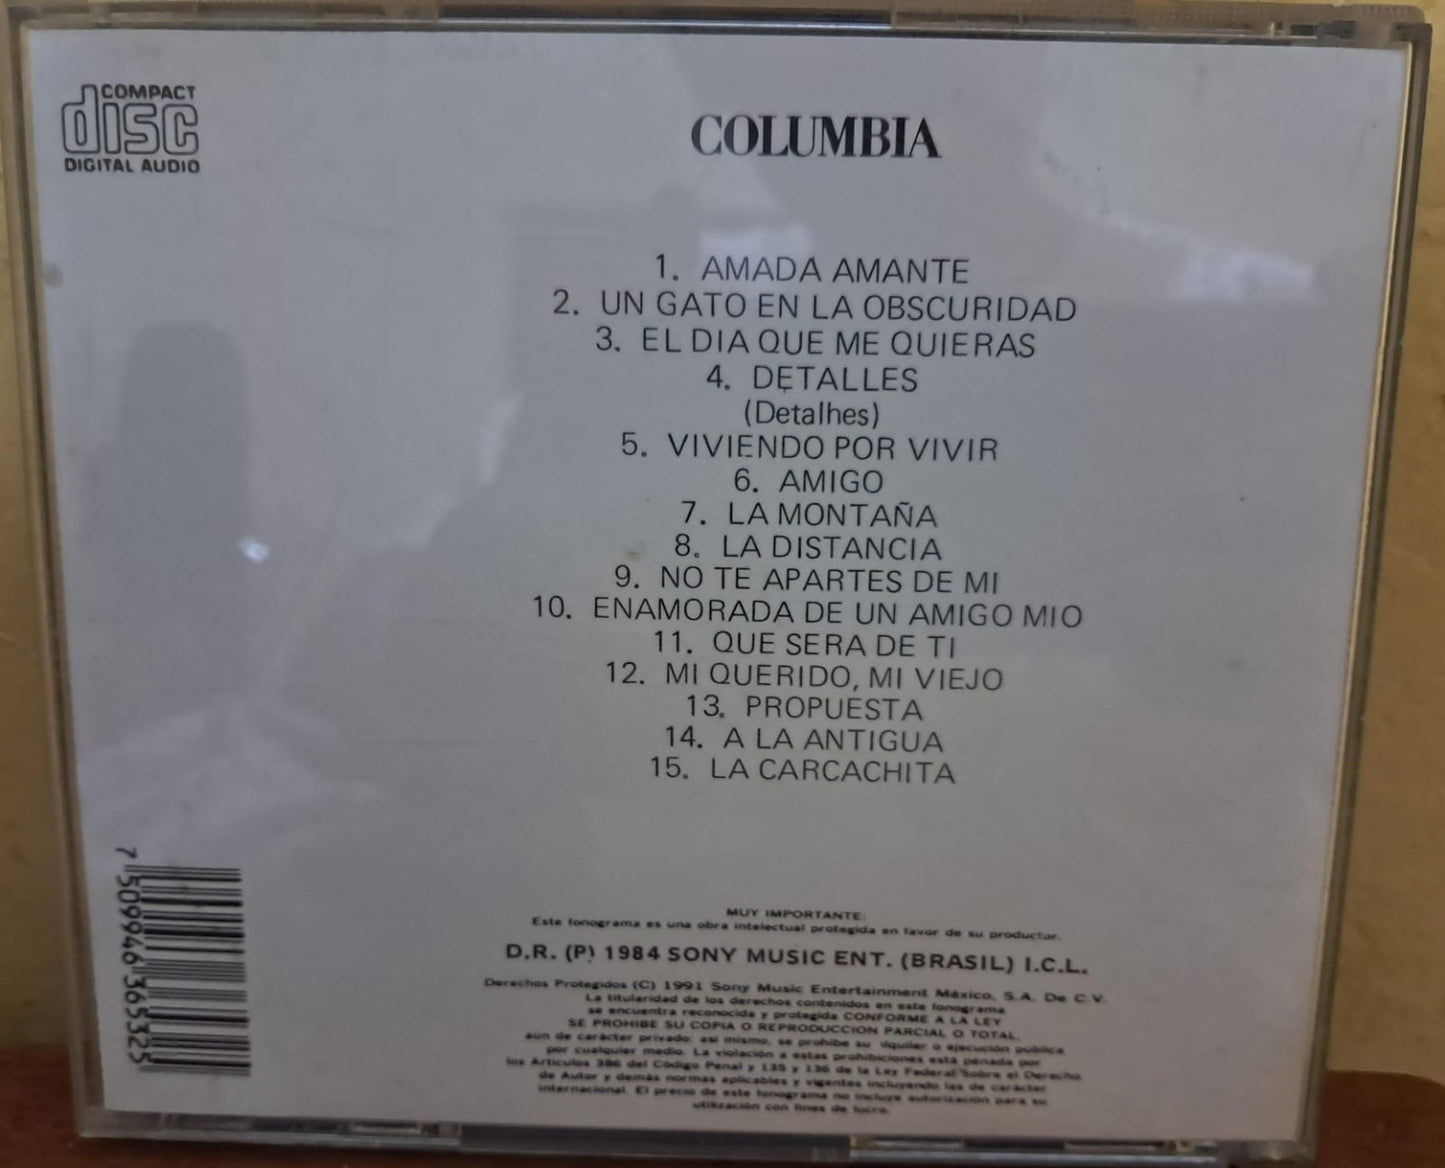 COMPACT
disc
DIGITAL AUDIO
COLUMBIA
1. AMADA AMANTE
2. UN GATO EN LA OBSCURIDAD
3. EL DIA QUE ME QUIERAS
4. DETALLES
(Detalhes)
5. VIVIENDO POR VIVIR
6. AMIGO
7. LA MONTAÑA
8. LA DISTANCIA
9. NO TE APARTES DE MI
10. ENAMORADA DE UN AMIGO MIO
11. QUE SERA DE TI
12. MI QUERIDO, MI VIEJO
13. PROPUESTA
14. A LA ANTIGUA
15. LA CARCACHITA
7 509946 365325
MUY IMPORTANTE:
Este fonograma es una obra intelectual protegida en favor de su productor.
D.R. (P) 1984 SONY MUSIC ENT. (BRASIL) I.C.L.
Derechos Protegidos (C) 1991 Sony Music Entertainment México, S.A. De C.V.
La titularidad de los derechos contenidos en este fonograma
se encuentra reconocida y protegida CONFORME A LA LEY
SE PROHIBE SU COPIA O REPRODUCCION PARCIAL O TOTAL,
aún de carácter privado: así mismo, se prohibe su alquiler o ejecución pública
por cualquier medio. La violación a estas prohibiciones está penada por
los Artículos 386 del Código Penal y 135 y 136 de la Ley Federal Sobre el Derecho
de Autor y demás normas aplicables y vigentes incluyendo las de carácter
internacional. El precio de este fonograma no incluye autorización para su
utilización con fines de lucro.